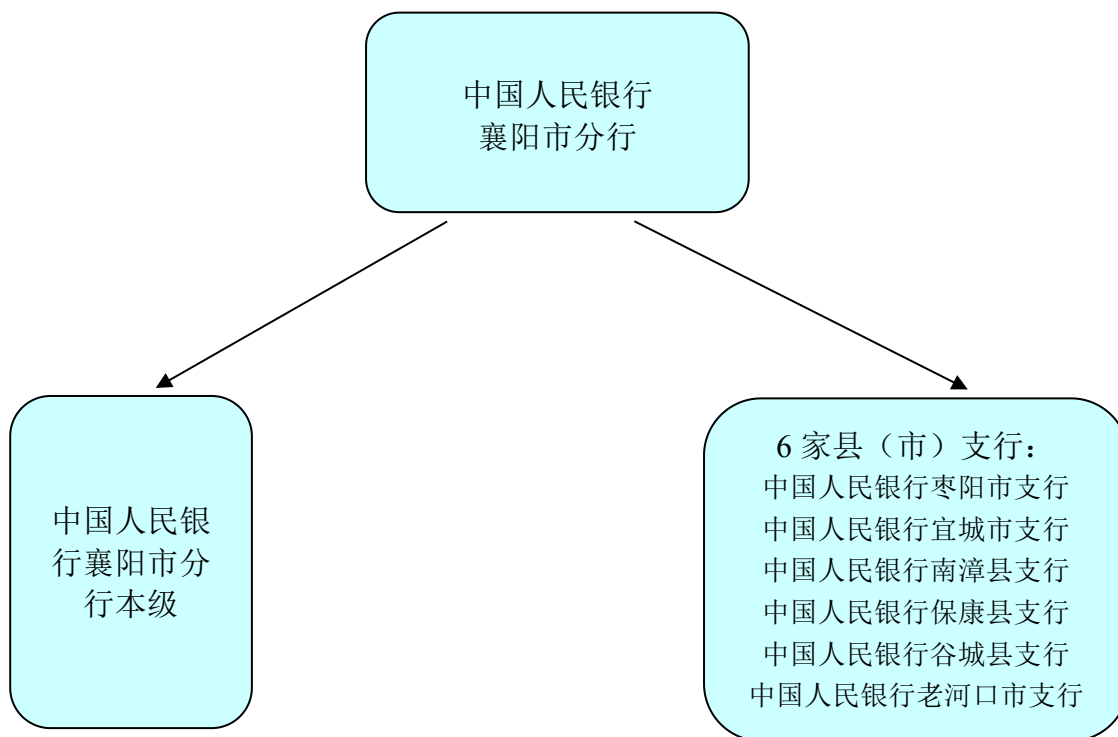 中国人民银行
襄阳市分行
中国人民银
行襄阳市分
行本级
6 家县（市）支行：
中国人民银行枣阳市支行
中国人民银行宜城市支行
中国人民银行南漳县支行
中国人民银行保康县支行
中国人民银行谷城县支行
中国人民银行老河口市支行